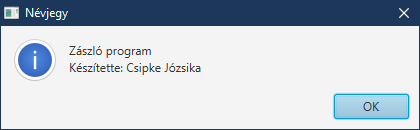 Névjegy
Zászló program
Készítette: Csipke Józsika
OK